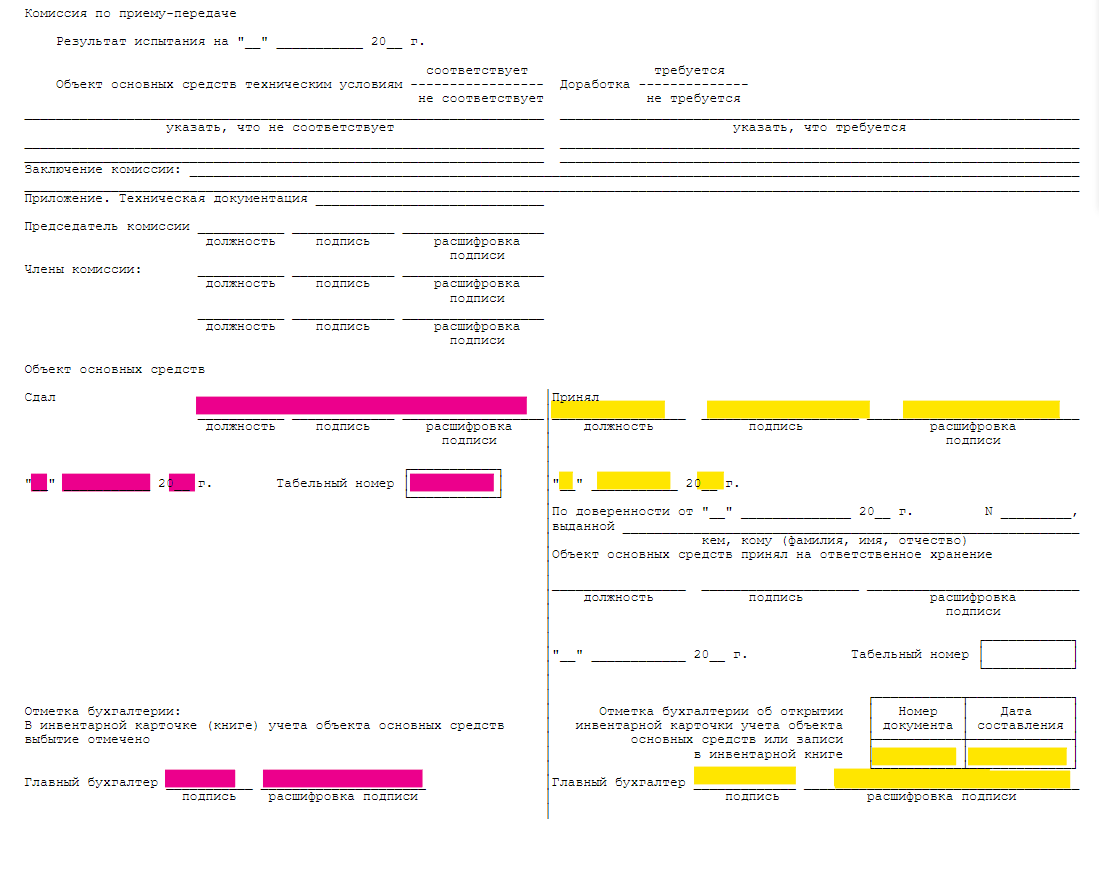 Комиссия по приему-передаче
Результат испытания на "__" ___________ 20__ г.
соответствует требуется
Объект основных средств техническим условиям ----------------- Доработка --------------
не соответствует не требуется
указать, что не соответствует указать, что требуется
Заключение комиссии:
Приложение. Техническая документация
Председатель комиссии
должность подпись расшифровка
подписи
Члены комиссии:
должность подпись расшифровка
подписи
должность подпись расшифровка
подписи
Объект основных средств
Сдал
должность подпись расшифровка
подписи
"__" ___________ 20__ г. Табельный номер
Отметка бухгалтерии:
В инвентарной карточке (книге) учета объекта основных средств
выбытие отмечено
Главный бухгалтер
подпись расшифровка подписи
Принял
должность подпись расшифровка
подписи
"__" ___________ 20__ г.
По доверенности от "__" ______________ 20__ г. N _________,
выданной
кем, кому (фамилия, имя, отчество)
Объект основных средств принял на ответственное хранение
должность подпись расшифровка
подписи
"__" ____________ 20__ г. Табельный номер
Отметка бухгалтерии об открытии Номер Дата
инвентарной карточки учета объекта документа составления
основных средств или записи
в инвентарной книге
Главный бухгалтер
подпись расшифровка подписи